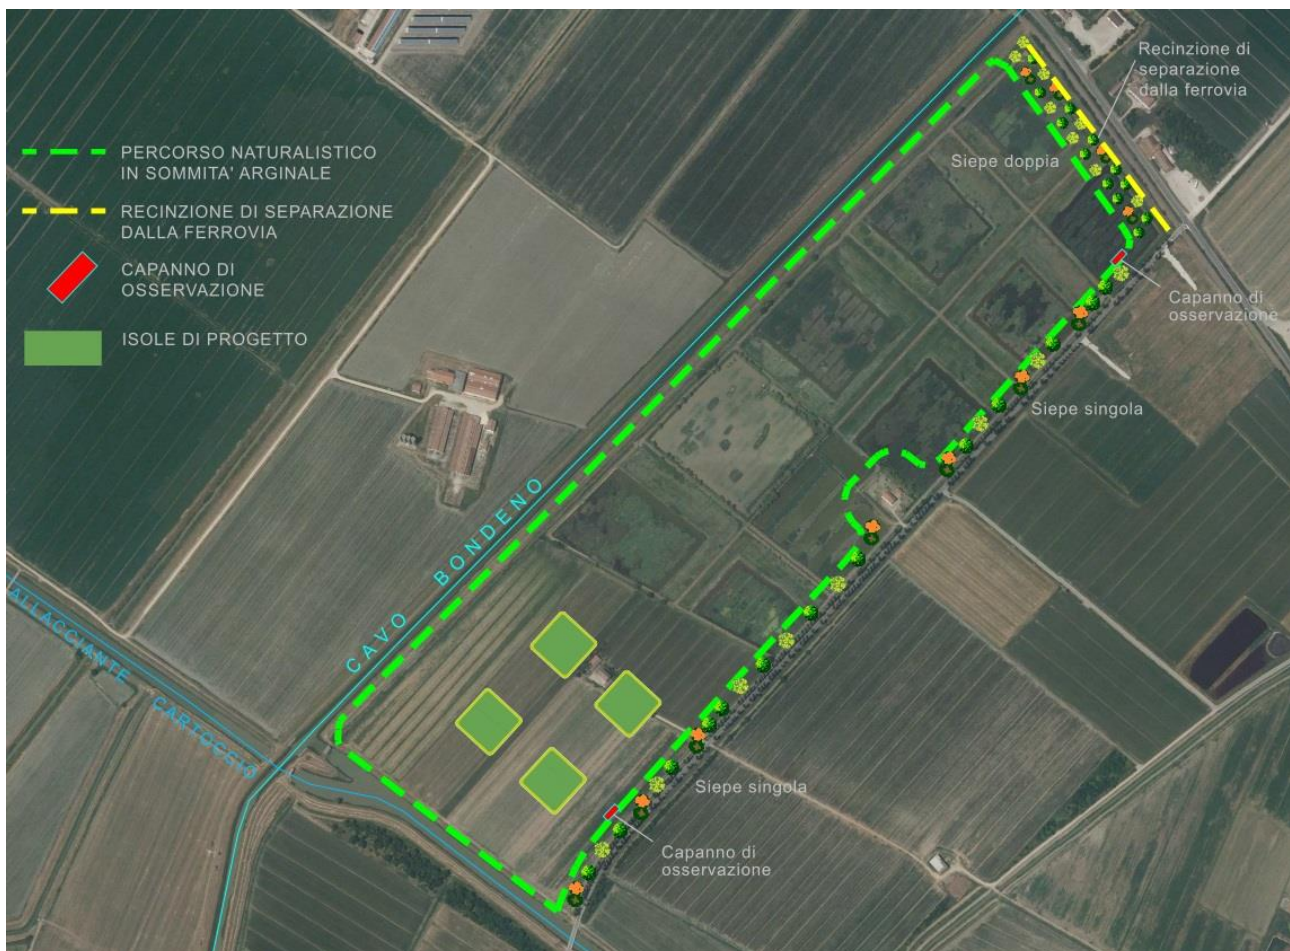 PERCORSO NATURALISTICO
IN SOMMITA' ARGINALE
RECINZIONE DI SEPARAZIONE
DALLA FERROVIA
CAPANNO DI
OSSERVAZIONE
ISOLE DI PROGETTO
Recinzione di
separazione
dalla ferrovia
Siepe doppia
Capanno di
osservazione
Siepe singola
CAVO BONDENO
ALLACCIANTE CARTOCCIO
Siepe singola
Capanno di
osservazione